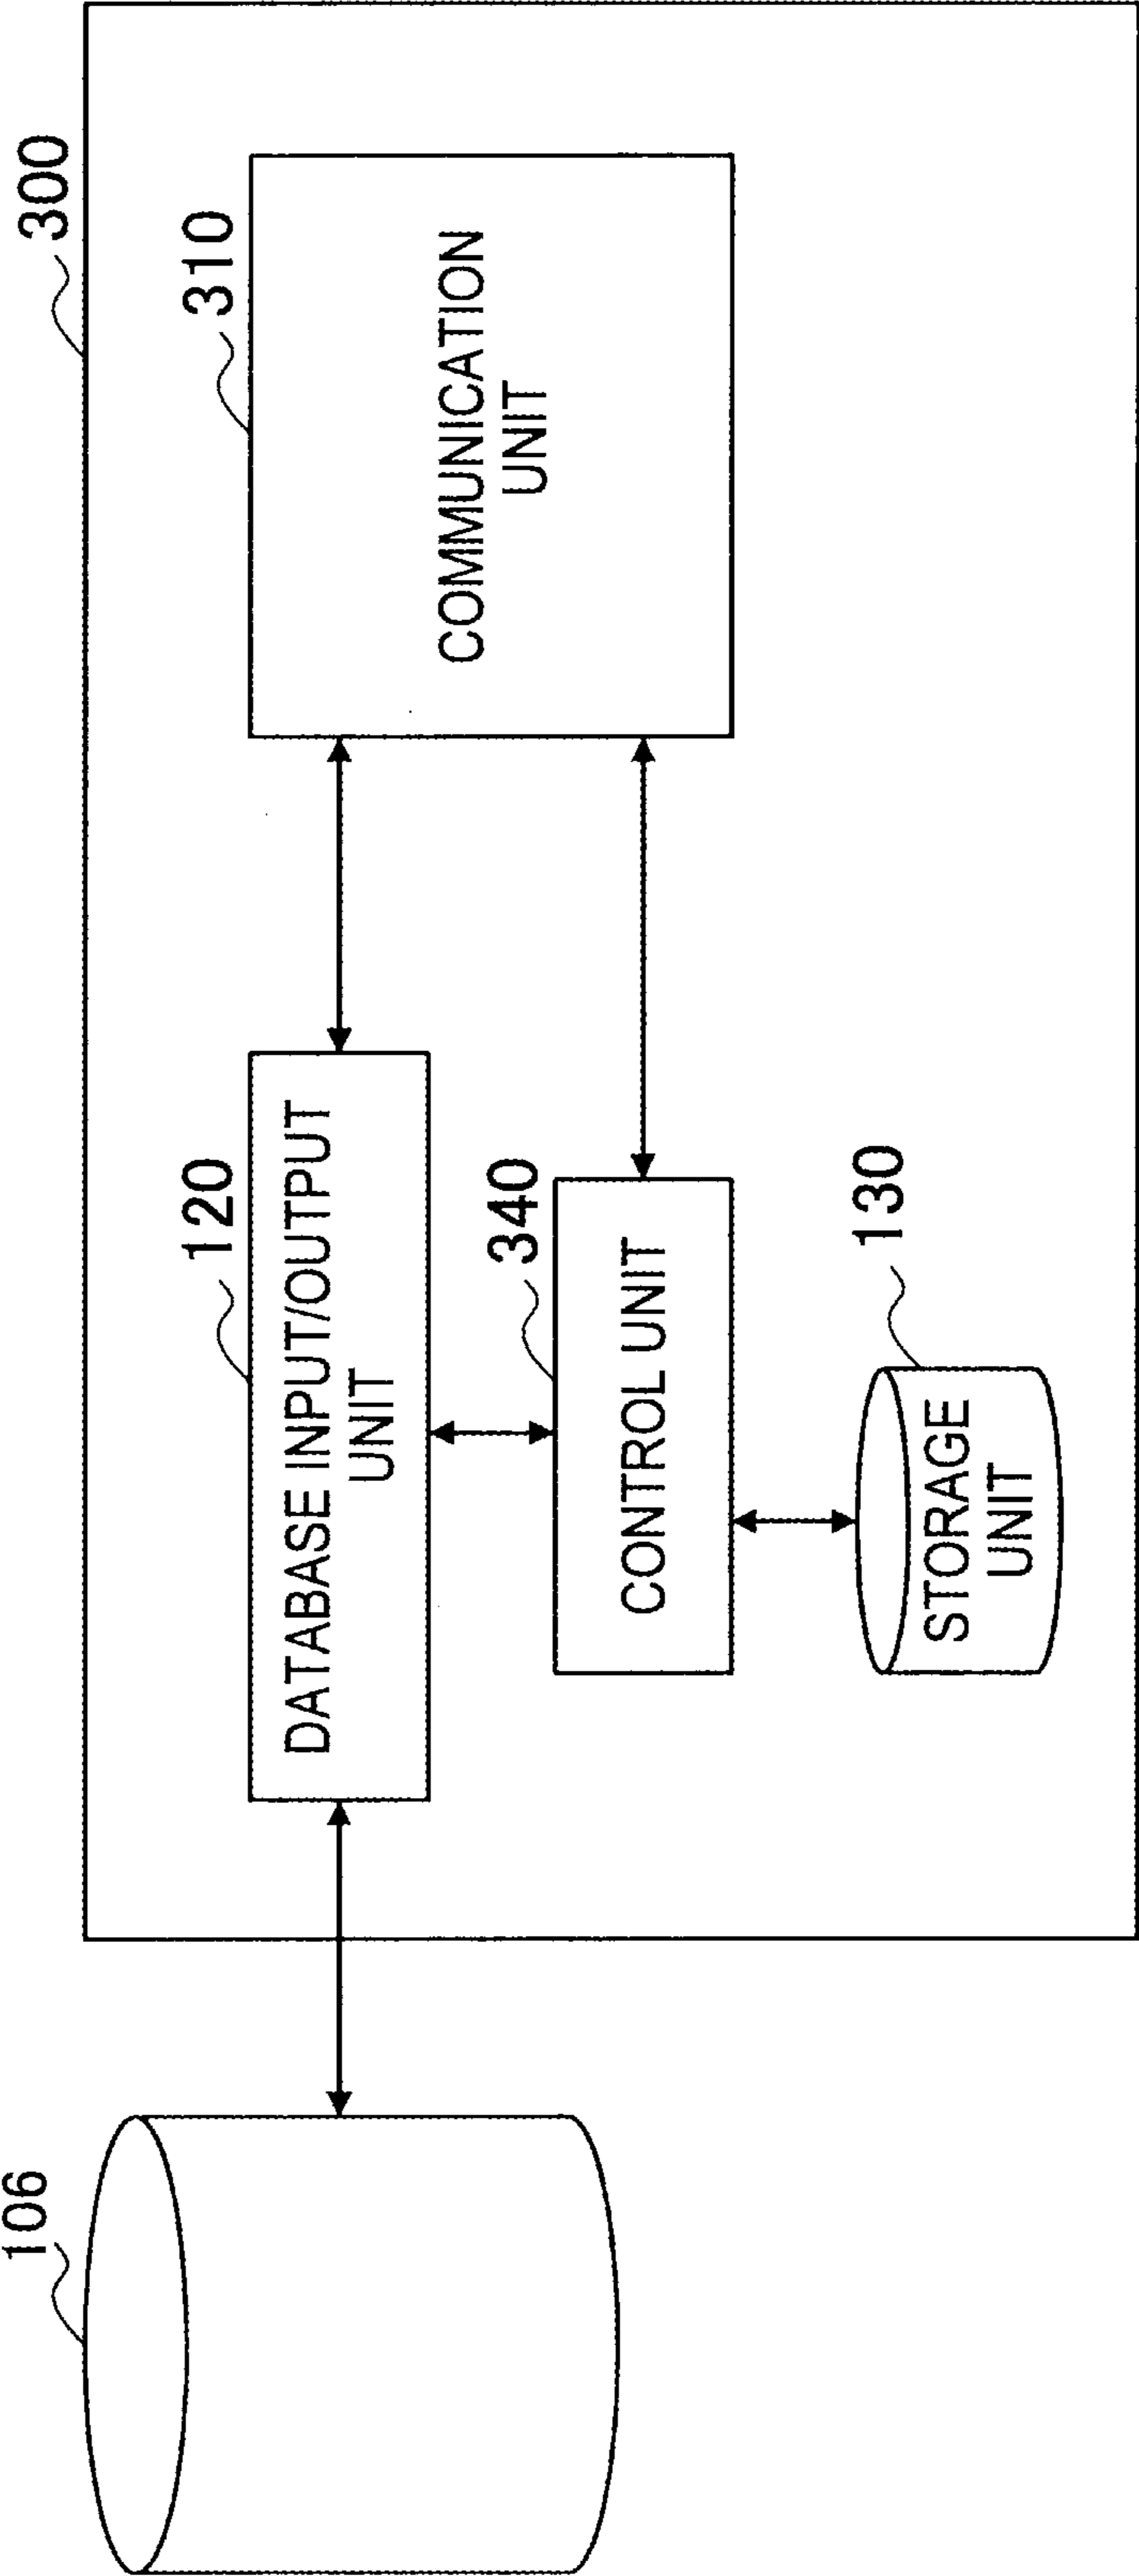 300
106
120
DATABASE INPUT/OUTPUT
UNIT
310
COMMUNICATION
UNIT
340
CONTROL UNIT
130
STORAGE
UNIT